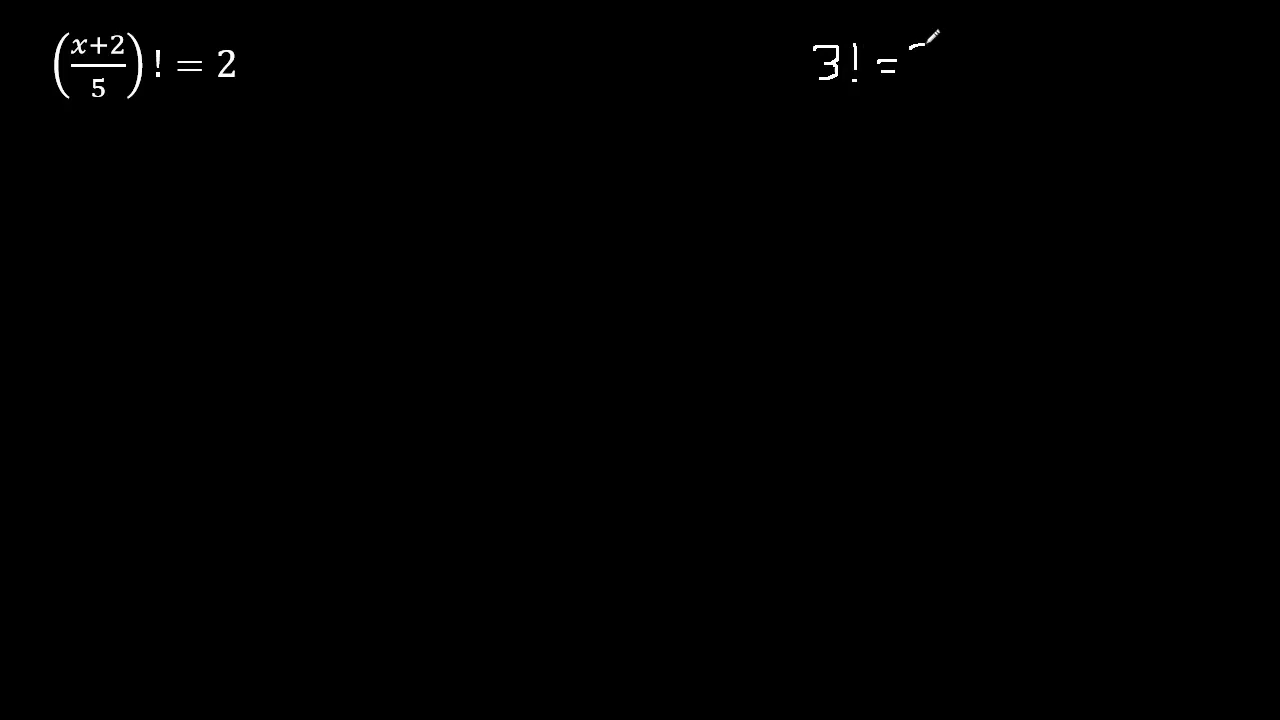 (x+2/5)! = 2
3! =